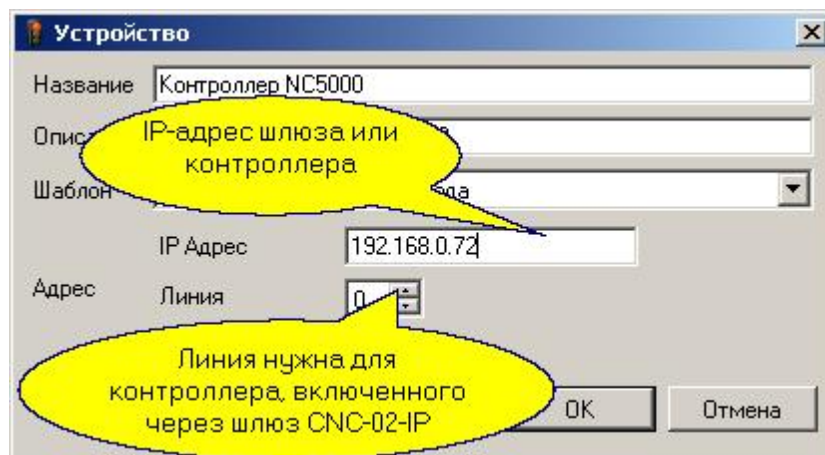 Устройство
Название Контроллер NC5000
IP-адрес шлюза или
контроллера
Шаблон
IP Адрес 192.168.0.72
Адрес
Линия 0
Линия нужна для
контроллера, включенного
через шлюз CNC-02-IP
OK Отмена